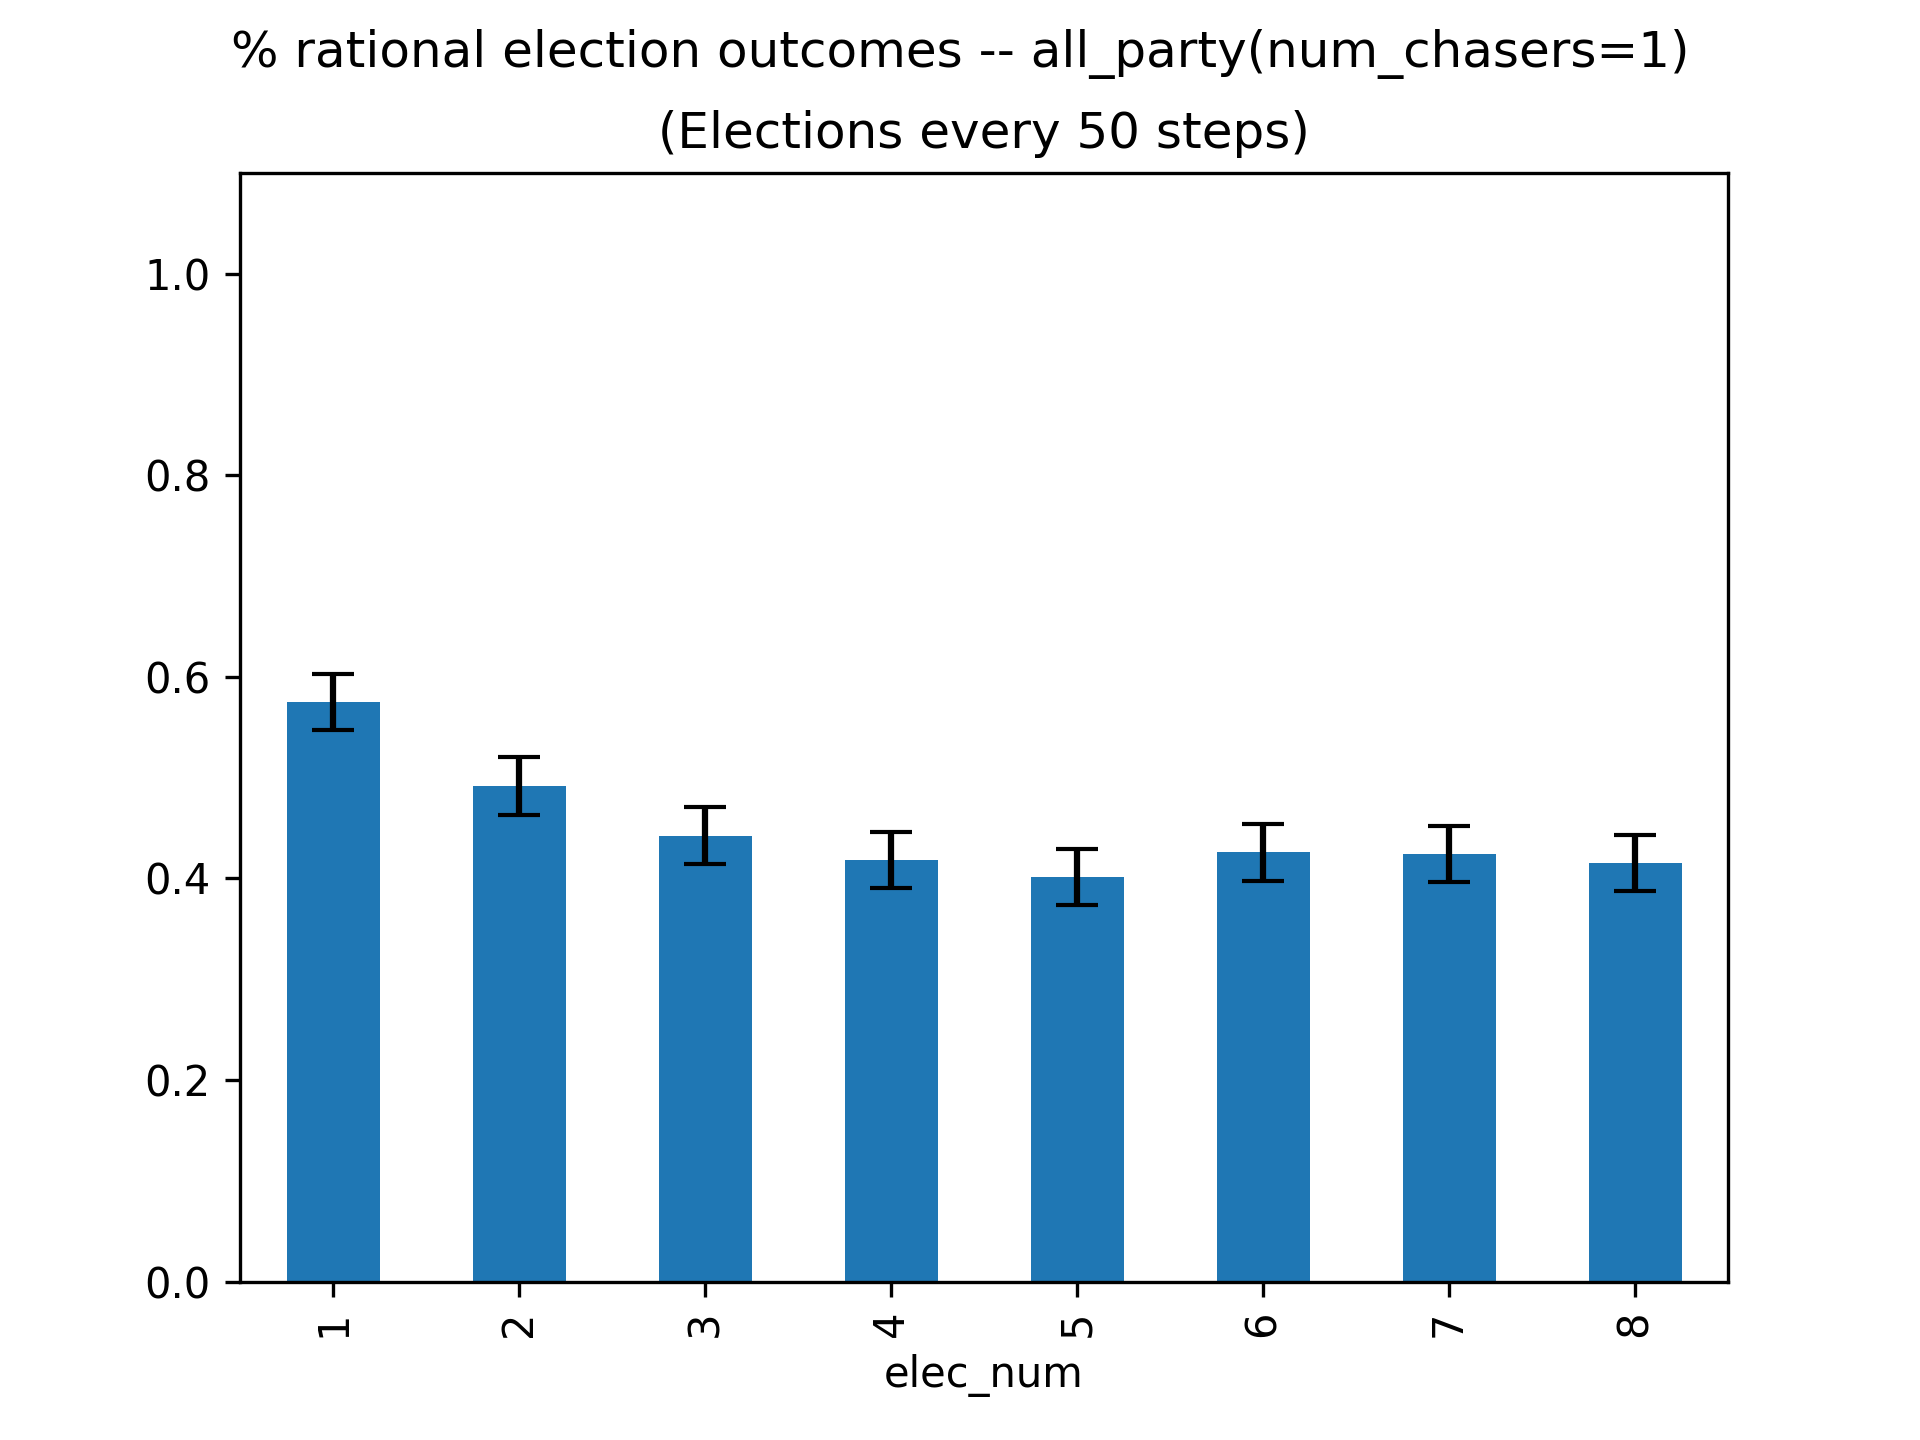 % rational election outcomes -- all_party(num_chasers=1)
(Elections every 50 steps)
1.0
0.8
0.6
0.4
0.2
0.0
1 2 3 4 5 6 7 8
elec_num